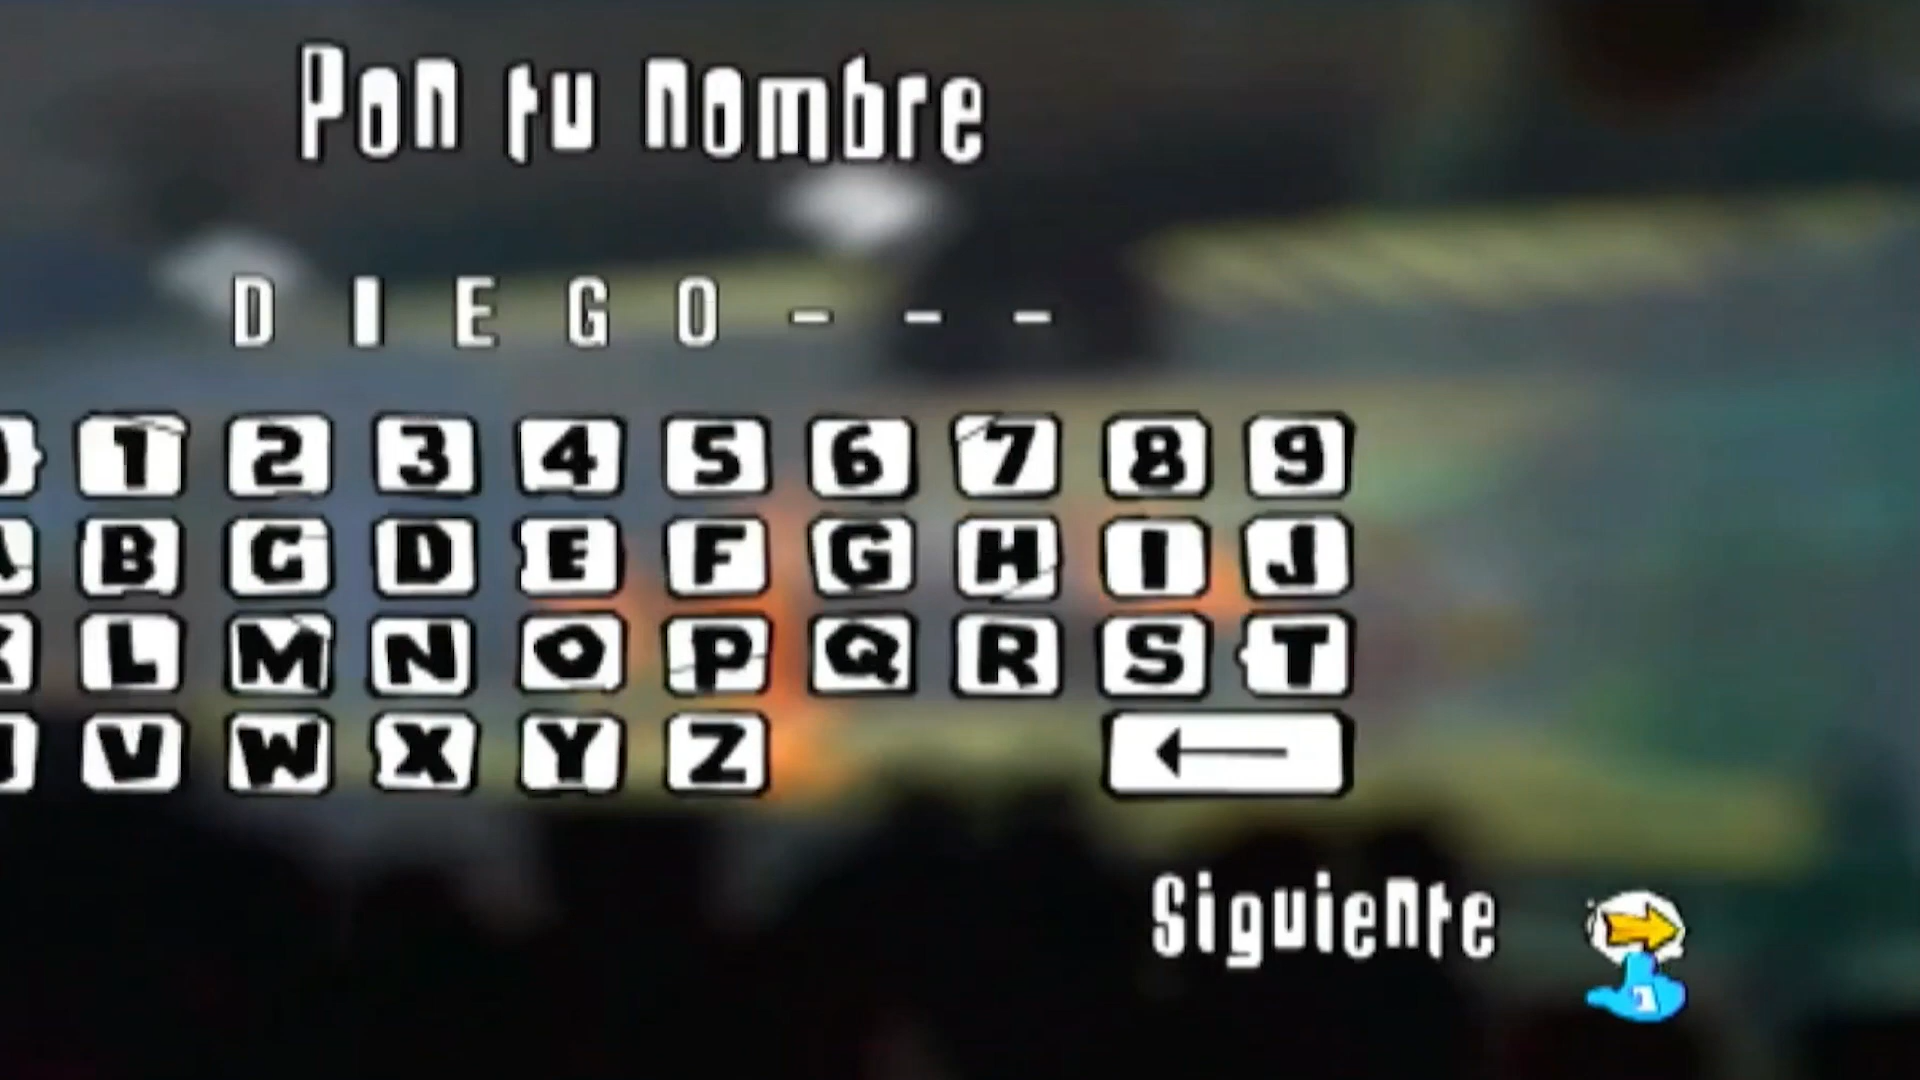 Pon tu nombre
D I E G O - - -
1 2 3 4 5 6 7 8 9
B C D E F G H I J
L M N O P Q R S T
V W X Y Z
Siguiente